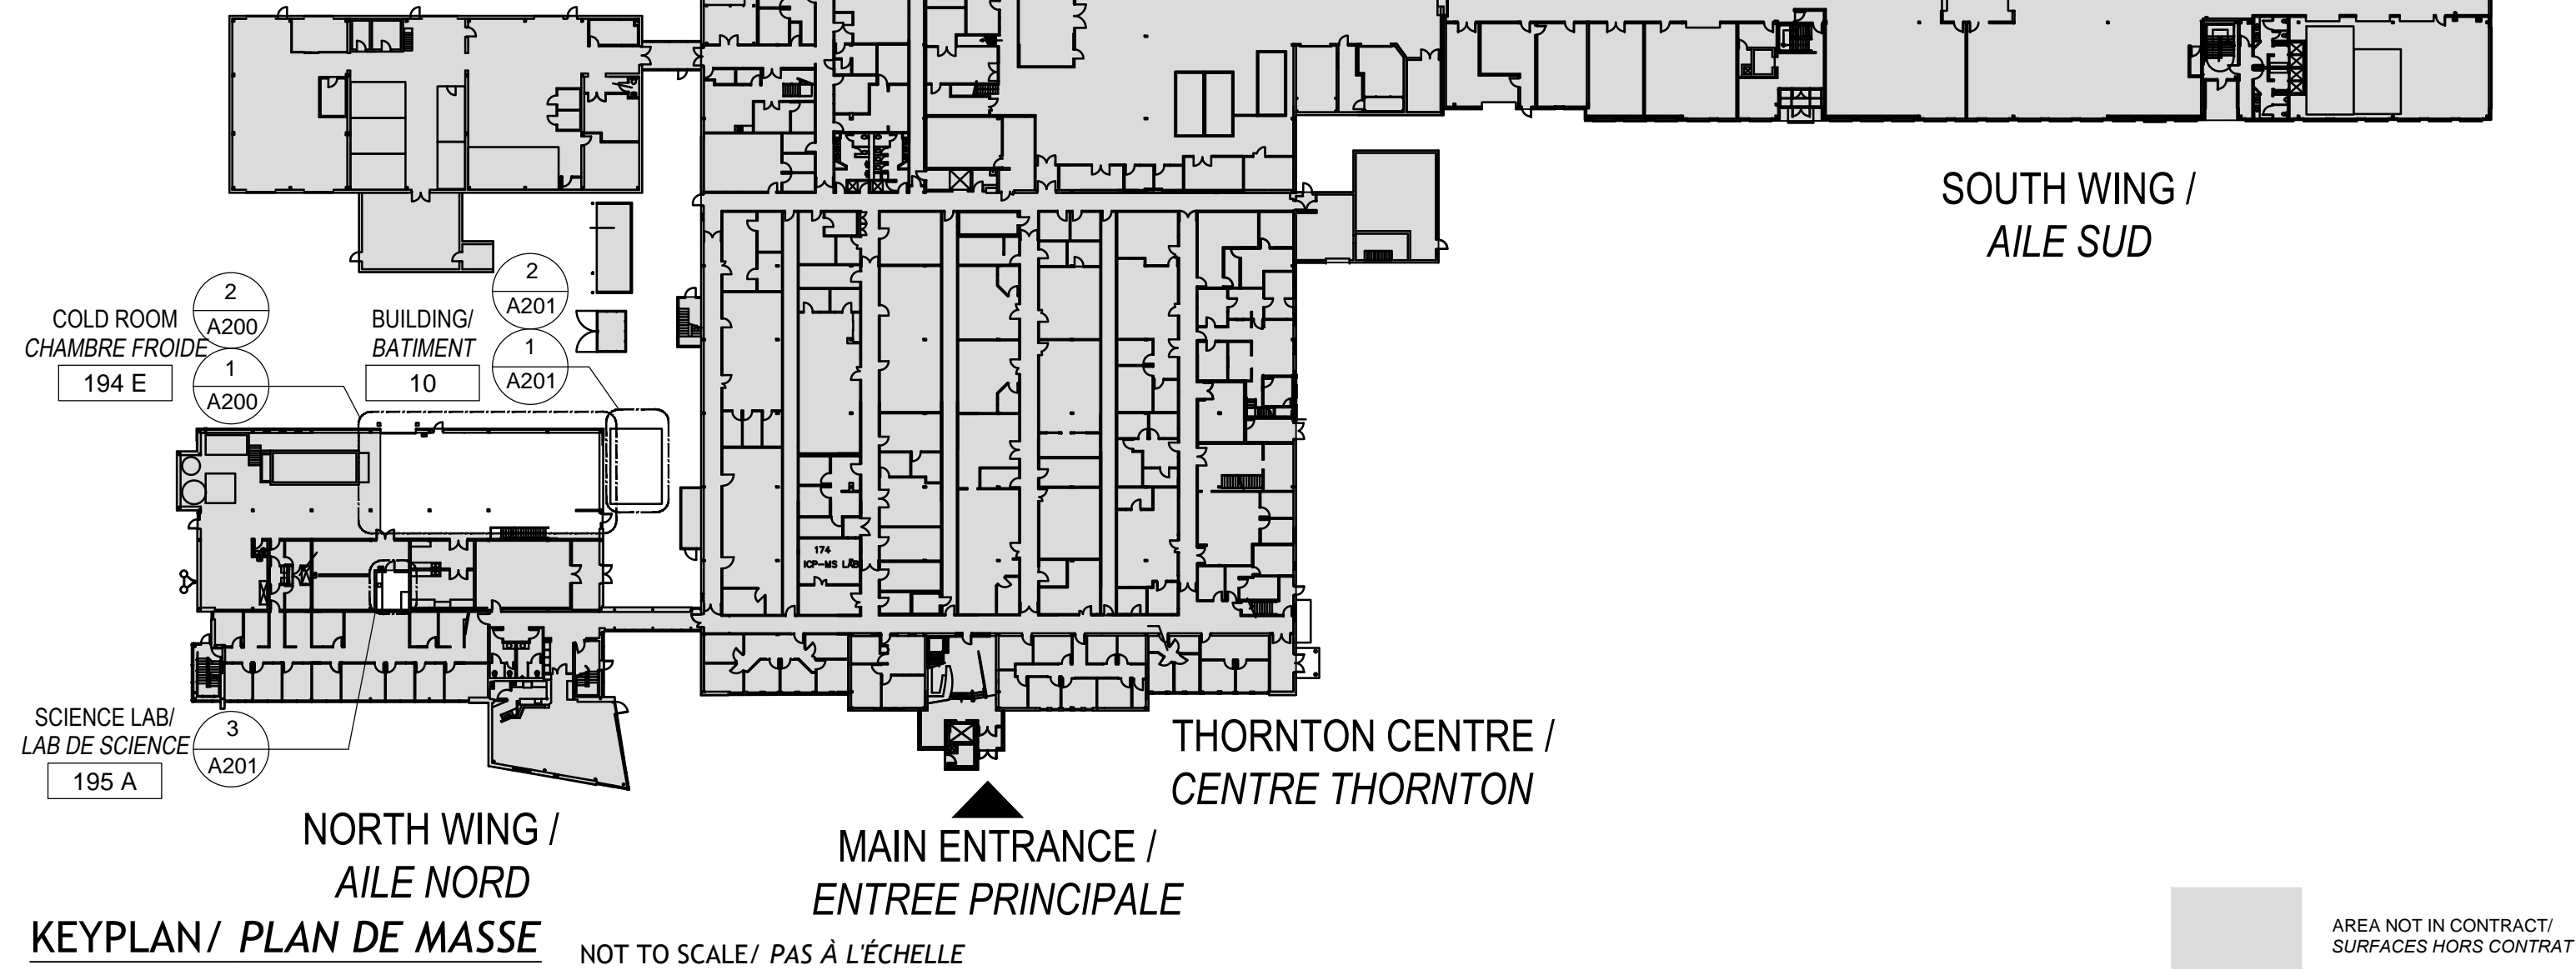 SOUTH WING /
AILE SUD
2
A201
1
A201
BUILDING/
BATIMENT
10
2
A200
1
A200
COLD ROOM
CHAMBRE FROIDE
194 E
174
ICP-MS LAB
SCIENCE LAB/
LAB DE SCIENCE
195 A
3
A201
THORNTON CENTRE /
CENTRE THORNTON
NORTH WING /
AILE NORD
MAIN ENTRANCE /
ENTREE PRINCIPALE
KEYPLAN/ PLAN DE MASSE
NOT TO SCALE/ PAS À L'ÉCHELLE
AREA NOT IN CONTRACT/
SURFACES HORS CONTRAT